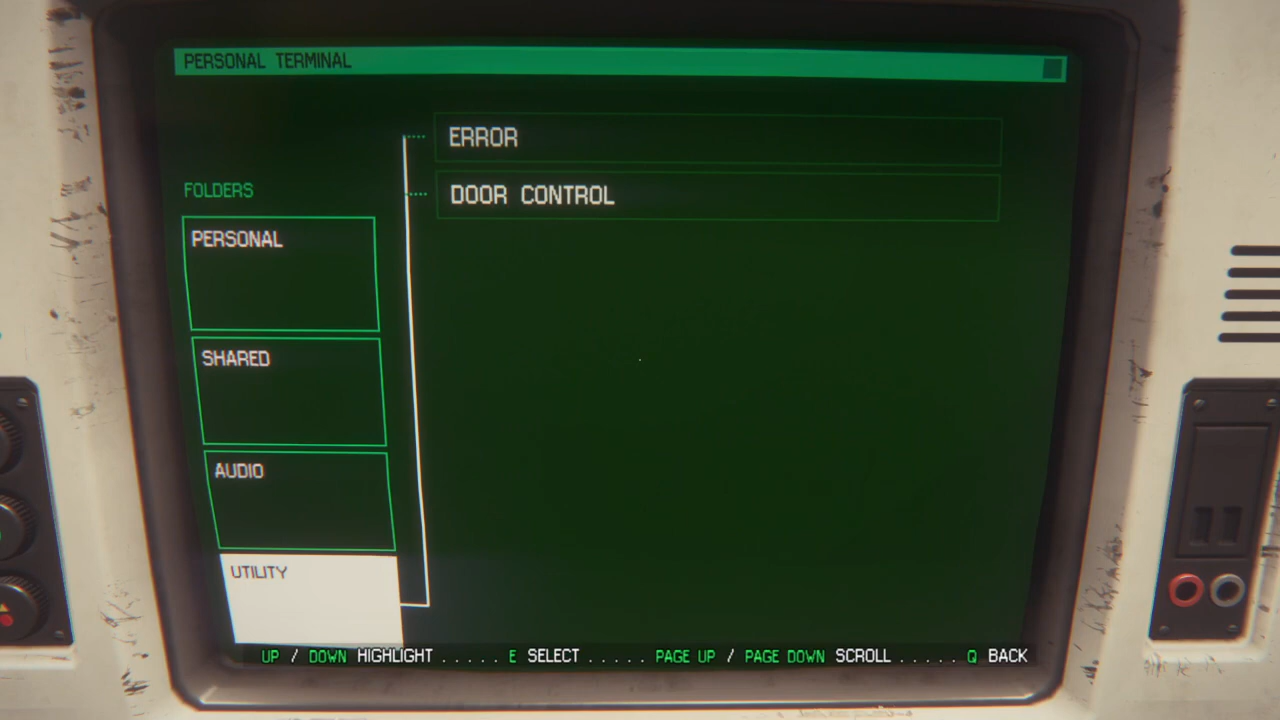 PERSONAL TERMINAL
ERROR
DOOR CONTROL
FOLDERS
PERSONAL
SHARED
AUDIO
UTILITY
UP / DOWN HIGHLIGHT . . . . . E SELECT . . . . . PAGE UP / PAGE DOWN SCROLL . . . . . Q BACK